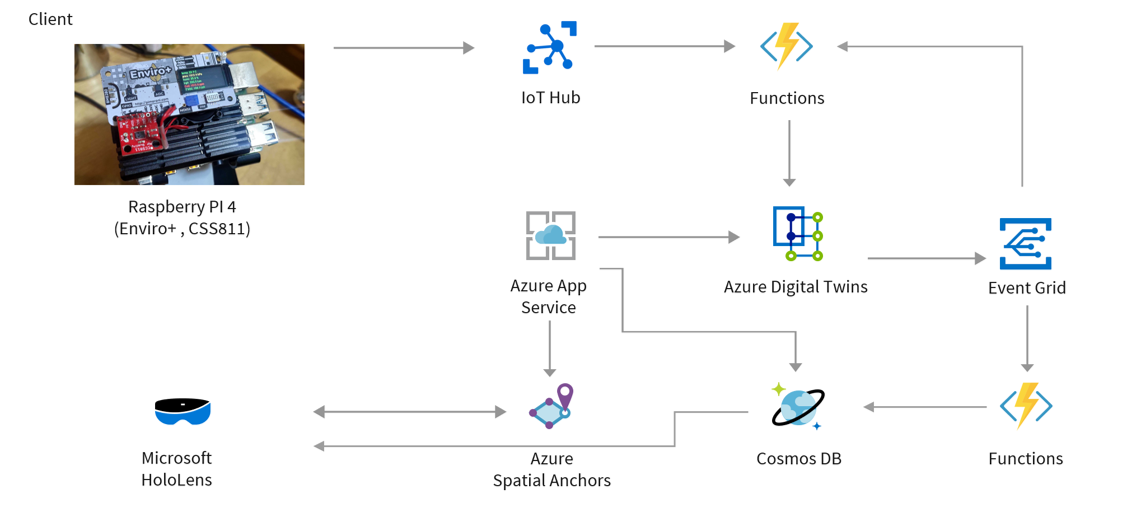 Client
Enviro+
IoT Hub
Functions
Raspberry PI 4
(Enviro+ , CSS811)
Azure App
Service
Azure Digital Twins
Event Grid
Microsoft
HoloLens
Azure
Spatial Anchors
Cosmos DB
Functions